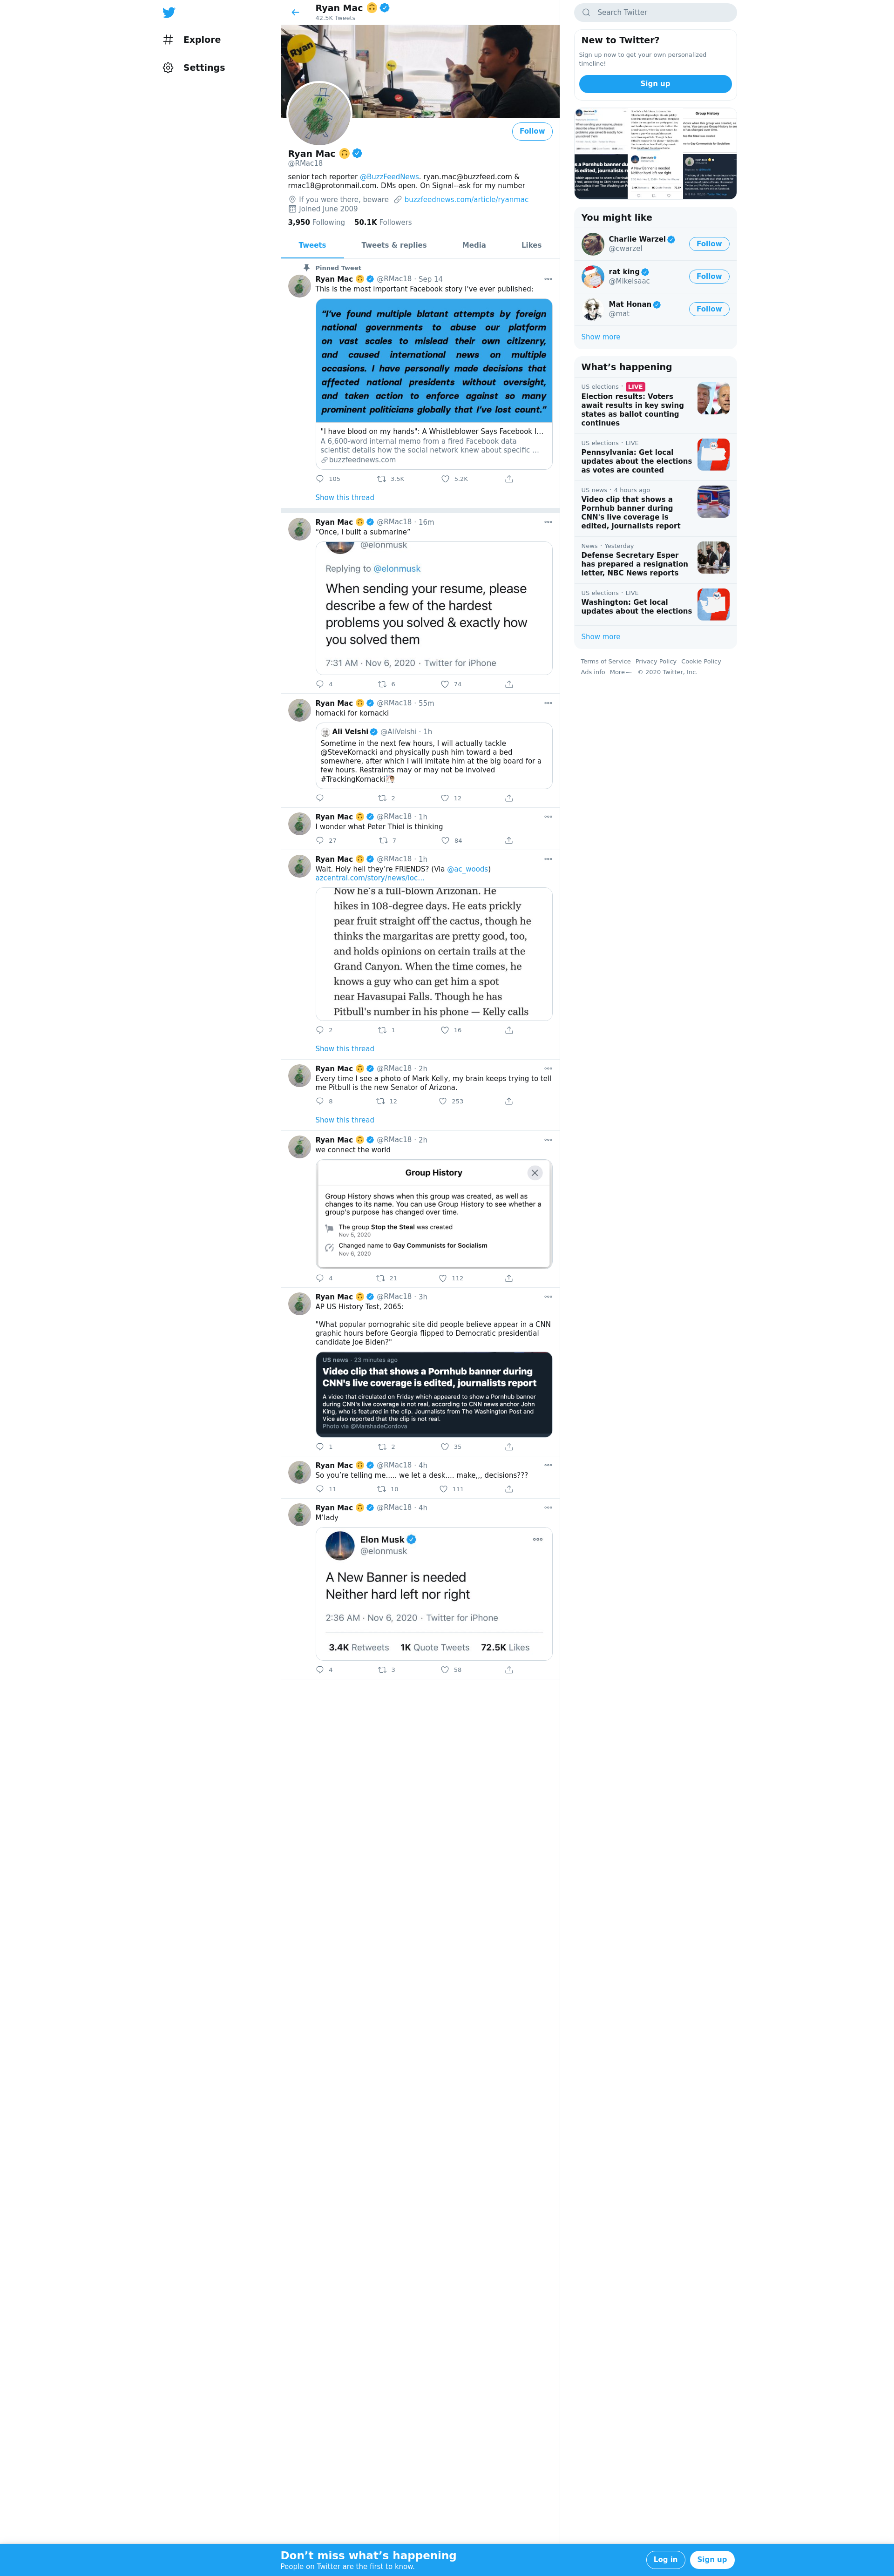 Explore
Settings
Ryan Mac
42.5K Tweets
Ryan
Follow
Ryan Mac
@RMac18
senior tech reporter @BuzzFeedNews. ryan.mac@buzzfeed.com &
rmac18@protonmail.com. DMs open. On Signal--ask for my number
If you were there, beware buzzfeednews.com/article/ryanmac
Joined June 2009
3,950 Following 50.1K Followers
Tweets Tweets & replies Media Likes
Pinned Tweet
Ryan Mac @RMac18 · Sep 14
This is the most important Facebook story I've ever published:
"I've found multiple blatant attempts by foreign
national governments to abuse our platform
on vast scales to mislead their own citizenry,
and caused international news on multiple
occasions. I have personally made decisions that
affected national presidents without oversight,
and taken action to enforce against so many
prominent politicians globally that I've lost count."
"I have blood on my hands": A Whistleblower Says Facebook I...
A 6,600-word internal memo from a fired Facebook data
scientist details how the social network knew about specific ...
buzzfeednews.com
105 3.5K 5.2K
Show this thread
Ryan Mac @RMac18 · 16m
"Once, I built a submarine"
@elonmusk
Replying to @elonmusk
When sending your resume, please
describe a few of the hardest
problems you solved & exactly how
you solved them
7:31 AM · Nov 6, 2020 · Twitter for iPhone
4 6 74
Ryan Mac @RMac18 · 55m
hornacki for kornacki
Ali Velshi @AliVelshi · 1h
Sometime in the next few hours, I will actually tackle
@SteveKornacki and physically push him toward a bed
somewhere, after which I will imitate him at the big board for a
few hours. Restraints may or may not be involved
#TrackingKornacki
2 12
Ryan Mac @RMac18 · 1h
I wonder what Peter Thiel is thinking
27 7 84
Ryan Mac @RMac18 · 1h
Wait. Holy hell they're FRIENDS? (Via @ac_woods)
azcentral.com/story/news/loc...
Now he's a full-blown Arizonan. He
hikes in 108-degree days. He eats prickly
pear fruit straight off the cactus, though he
thinks the margaritas are pretty good, too,
and holds opinions on certain trails at the
Grand Canyon. When the time comes, he
knows a guy who can get him a spot
near Havasupai Falls. Though he has
Pitbull's number in his phone — Kelly calls
2 1 16
Show this thread
Ryan Mac @RMac18 · 2h
Every time I see a photo of Mark Kelly, my brain keeps trying to tell
me Pitbull is the new Senator of Arizona.
8 12 253
Show this thread
Ryan Mac @RMac18 · 2h
we connect the world
Group History
Group History shows when this group was created, as well as
changes to its name. You can use Group History to see whether a
group's purpose has changed over time.
The group Stop the Steal was created
Nov 5, 2020
Changed name to Gay Communists for Socialism
Nov 6, 2020
4 21 112
Ryan Mac @RMac18 · 3h
AP US History Test, 2065:
"What popular pornograhic site did people believe appear in a CNN
graphic hours before Georgia flipped to Democratic presidential
candidate Joe Biden?"
US news · 23 minutes ago
Video clip that shows a Pornhub banner during
CNN's live coverage is edited, journalists report
A video that circulated on Friday which appeared to show a Pornhub banner
during CNN's live coverage is not real, according to CNN news anchor John
King, who is featured in the clip. Journalists from The Washington Post and
Vice also reported that the clip is not real.
Photo via @MarshadaCordova
1 2 35
Ryan Mac @RMac18 · 4h
So you're telling me..... we let a desk.... make,,, decisions???
11 10 111
Ryan Mac @RMac18 · 4h
M'lady
Elon Musk
@elonmusk
A New Banner is needed
Neither hard left nor right
2:36 AM · Nov 6, 2020 · Twitter for iPhone
3.4K Retweets 1K Quote Tweets 72.5K Likes
4 3 58
Search Twitter
New to Twitter?
Sign up now to get your own personalized
timeline!
Sign up
You might like
Charlie Warzel
@cwarzel
Follow
rat king
@MikeIsaac
Follow
Mat Honan
@mat
Follow
Show more
What's happening
US elections · LIVE
Election results: Voters
await results in key swing
states as ballot counting
continues
US elections · LIVE
Pennsylvania: Get local
updates about the elections
as votes are counted
US news · 4 hours ago
Video clip that shows a
Pornhub banner during
CNN's live coverage is
edited, journalists report
News · Yesterday
Defense Secretary Esper
has prepared a resignation
letter, NBC News reports
US elections · LIVE
Washington: Get local
updates about the elections
Show more
Terms of Service Privacy Policy Cookie Policy
Ads info More © 2020 Twitter, Inc.
Don't miss what's happening
People on Twitter are the first to know.
Log in
Sign up